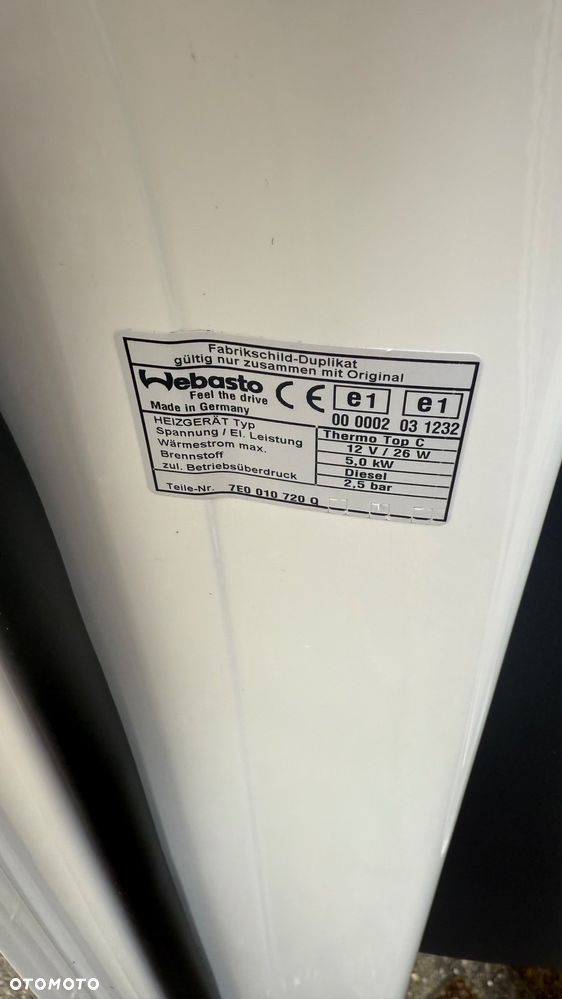 Fabrikschild-Duplikat
gültig nur zusammen mit Original
Webasto
Feel the drive
Made in Germany
CE e1 e1
00 0002 03 1232
HEIZGERÄT Typ Thermo Top C
Spannung / El. Leistung 12 V / 26 W
Wärmestrom max. 5,0 kW
Brennstoff Diesel
zul. Betriebsüberdruck 2,5 bar
Teile-Nr. 7E0 010 720 Q
OTOMOTO